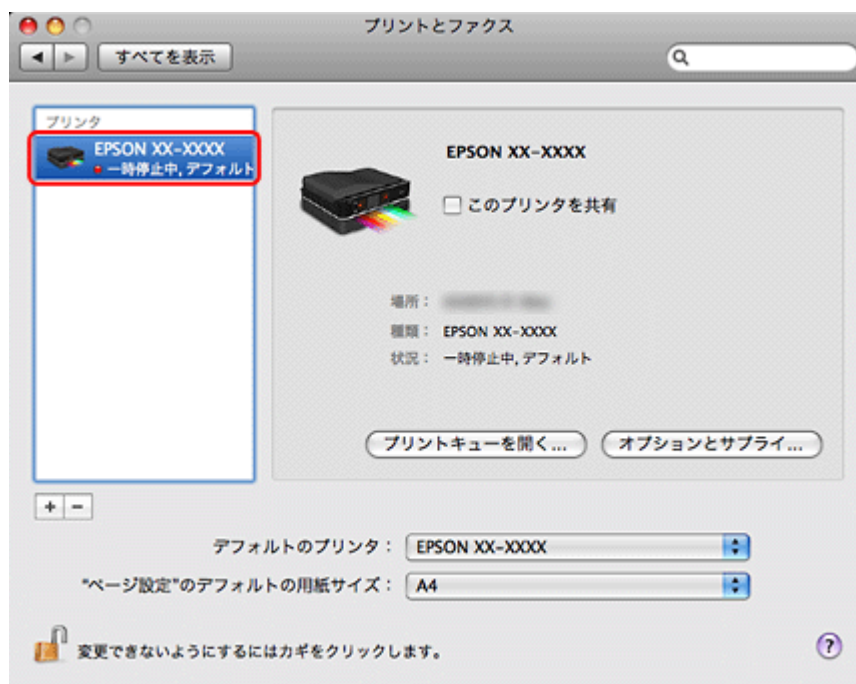 プリントとファクス
すべてを表示
プリンタ
EPSON XX-XXXX
一時停止中, デフォルト
EPSON XX-XXXX
このプリンタを共有
場所：
種類： EPSON XX-XXXX
状況： 一時停止中, デフォルト
プリントキューを開く... オプションとサプライ...
+ -
デフォルトのプリンタ： EPSON XX-XXXX
“ページ設定”のデフォルトの用紙サイズ： A4
変更できないようにするにはカギをクリックします。 ?